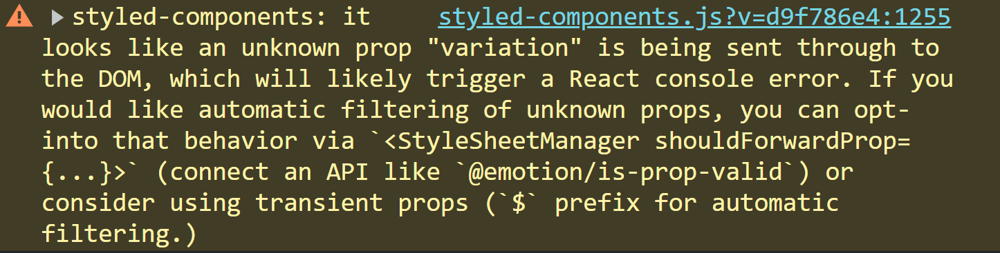 styled-components: it styled-components.js?v=d9f786e4:1255
looks like an unknown prop "variation" is being sent through to
the DOM, which will likely trigger a React console error. If you
would like automatic filtering of unknown props, you can opt-
into that behavior via `<StyleSheetManager shouldForwardProp=
{...}>` (connect an API like `@emotion/is-prop-valid`) or
consider using transient props (`$` prefix for automatic
filtering.)